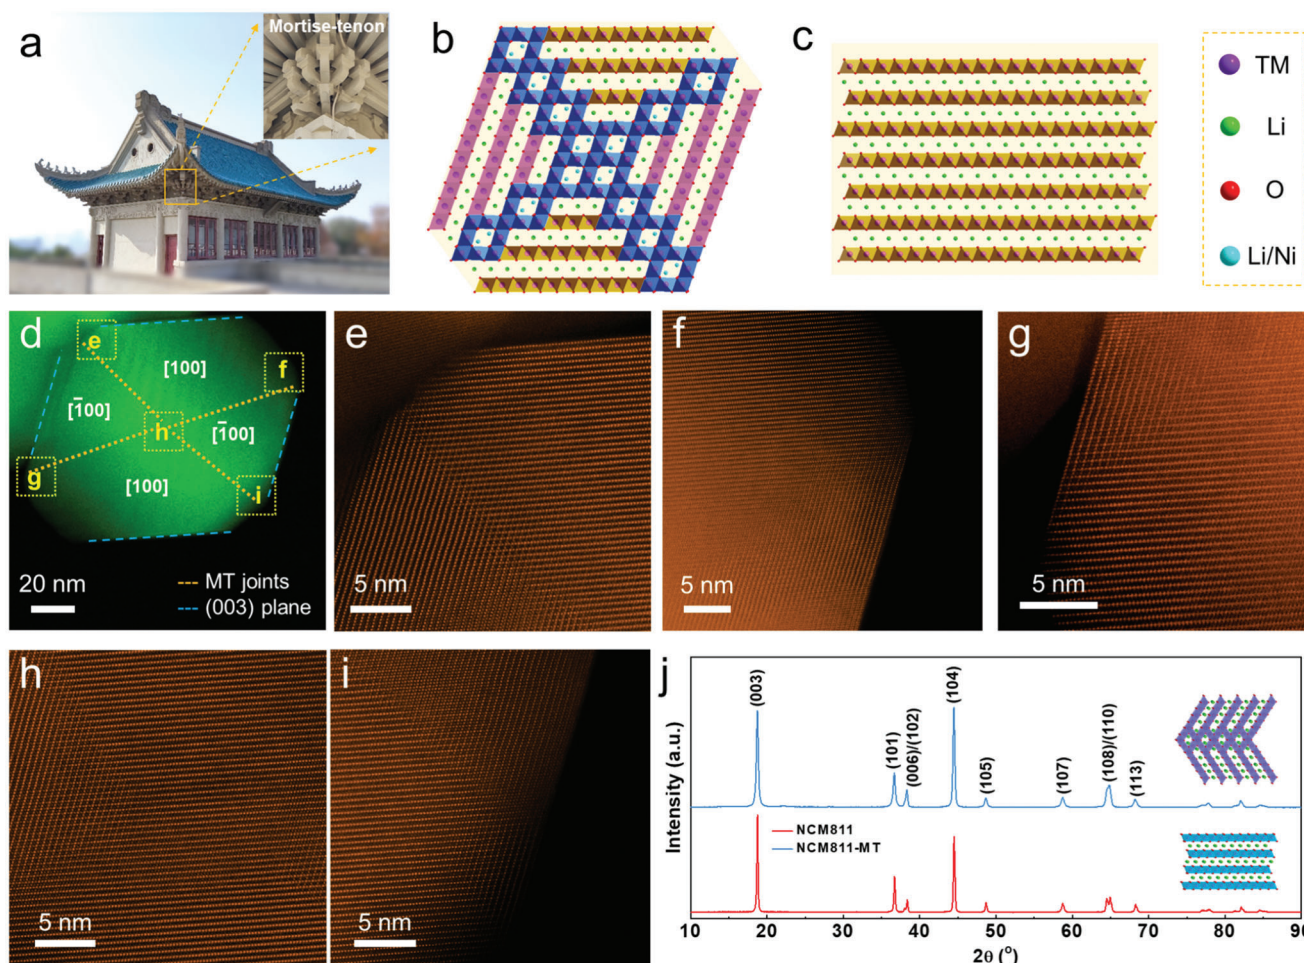 a
Mortise-tenon
b
c
TM
Li
O
Li/Ni
d
e
[100]
f
[1̄00]
h
[1̄00]
g
[100]
i
20 nm
MT joints
(003) plane
e
5 nm
f
5 nm
g
5 nm
h
5 nm
i
5 nm
j
Intensity (a.u.)
(003)
(101)
(006)/(102)
(104)
(105)
(107)
(108)/(110)
(113)
NCM811
NCM811-MT
10 20 30 40 50 60 70 80 90
2θ (°)